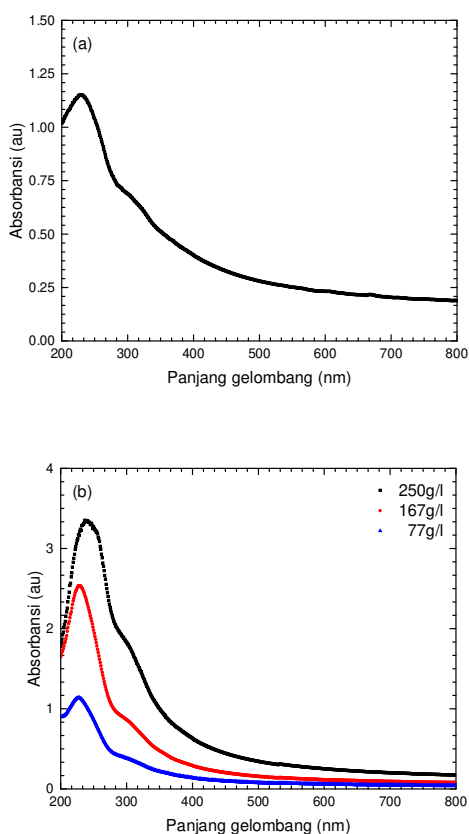 (a)
1.50
1.25
1.00
0.75
0.50
0.25
0.00
Absorbansi (au)
200 300 400 500 600 700 800
Panjang gelombang (nm)
(b)
250g/l
167g/l
77g/l
4
3
2
1
0
Absorbansi (au)
200 300 400 500 600 700 800
Panjang gelombang (nm)